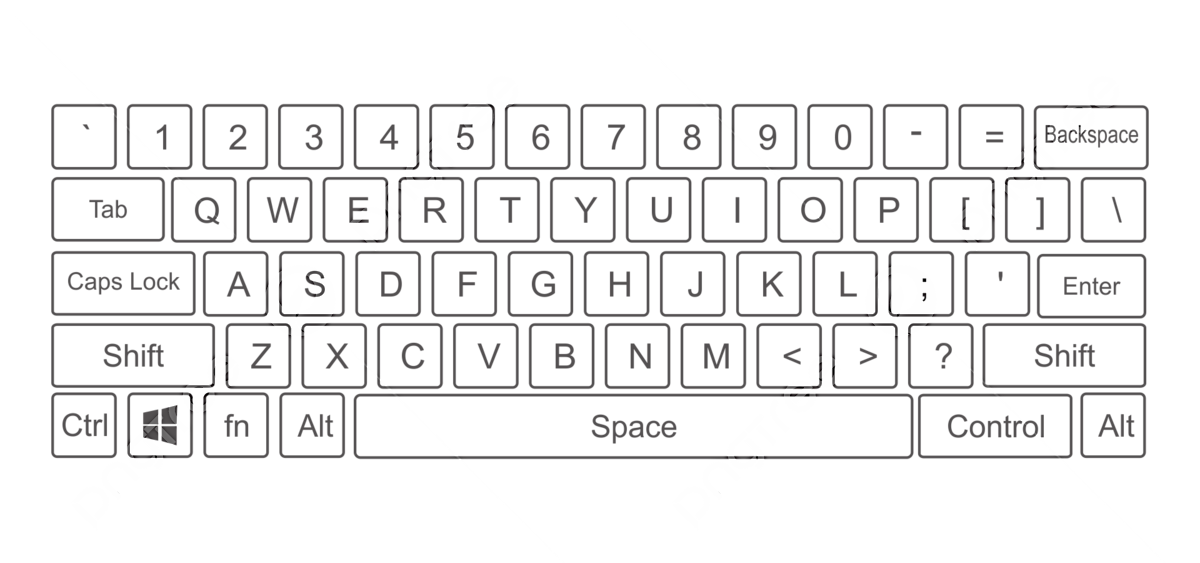 ` 1 2 3 4 5 6 7 8 9 0 - = Backspace
Tab Q W E R T Y U I O P [ ] \
Caps Lock A S D F G H J K L ; ' Enter
Shift Z X C V B N M < > ? Shift
Ctrl fn Alt Space Control Alt